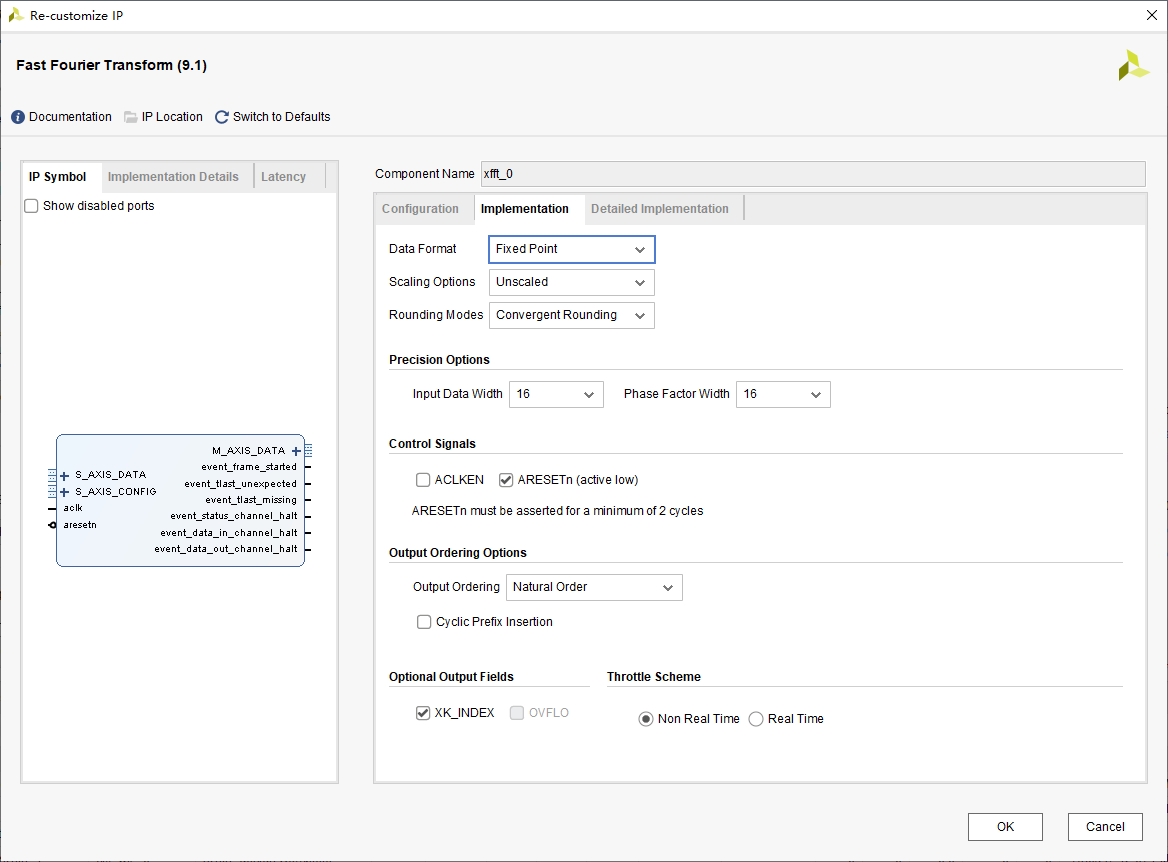 Re-customize IP
Fast Fourier Transform (9.1)
Documentation IP Location Switch to Defaults
IP Symbol Implementation Details Latency
Show disabled ports
M_AXIS_DATA
event_frame_started
S_AXIS_DATA
event_tlast_unexpected
S_AXIS_CONFIG
event_tlast_missing
aclk
event_status_channel_halt
aresetn
event_data_in_channel_halt
event_data_out_channel_halt
Component Name xfft_0
Configuration Implementation Detailed Implementation
Data Format Fixed Point
Scaling Options Unscaled
Rounding Modes Convergent Rounding
Precision Options
Input Data Width 16 Phase Factor Width 16
Control Signals
ACLKEN ARESETn (active low)
ARESETn must be asserted for a minimum of 2 cycles
Output Ordering Options
Output Ordering Natural Order
Cyclic Prefix Insertion
Optional Output Fields Throttle Scheme
XK_INDEX OVFLO Non Real Time Real Time
OK Cancel